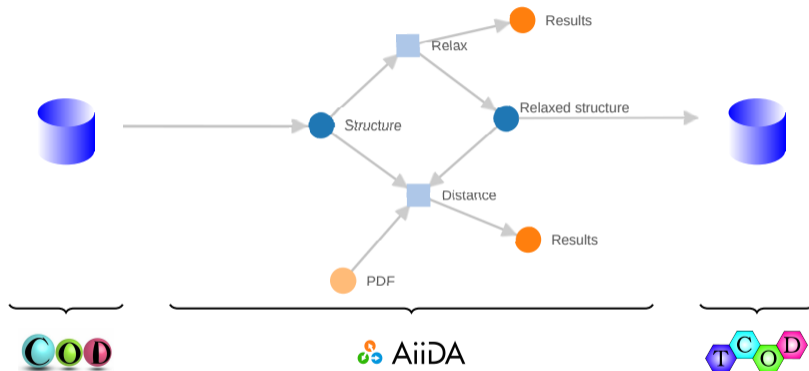 Results
Relax
Relaxed structure
Structure
Distance
Results
PDF
COD
AiiDA
TCOD